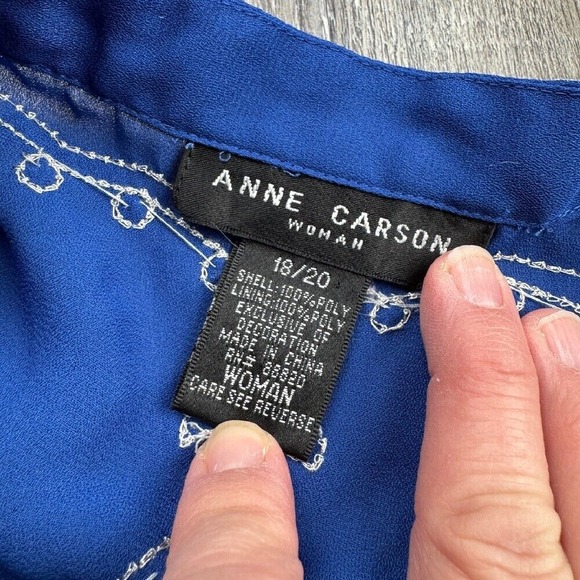 ANNE CARSON
WOMAN
18/20
SHELL:100%POLY
LINING:100%POLY
EXCLUSIVE OF
DECORATION
MADE IN CHINA
RN# 88820
WOMAN
CARE SEE REVERSE